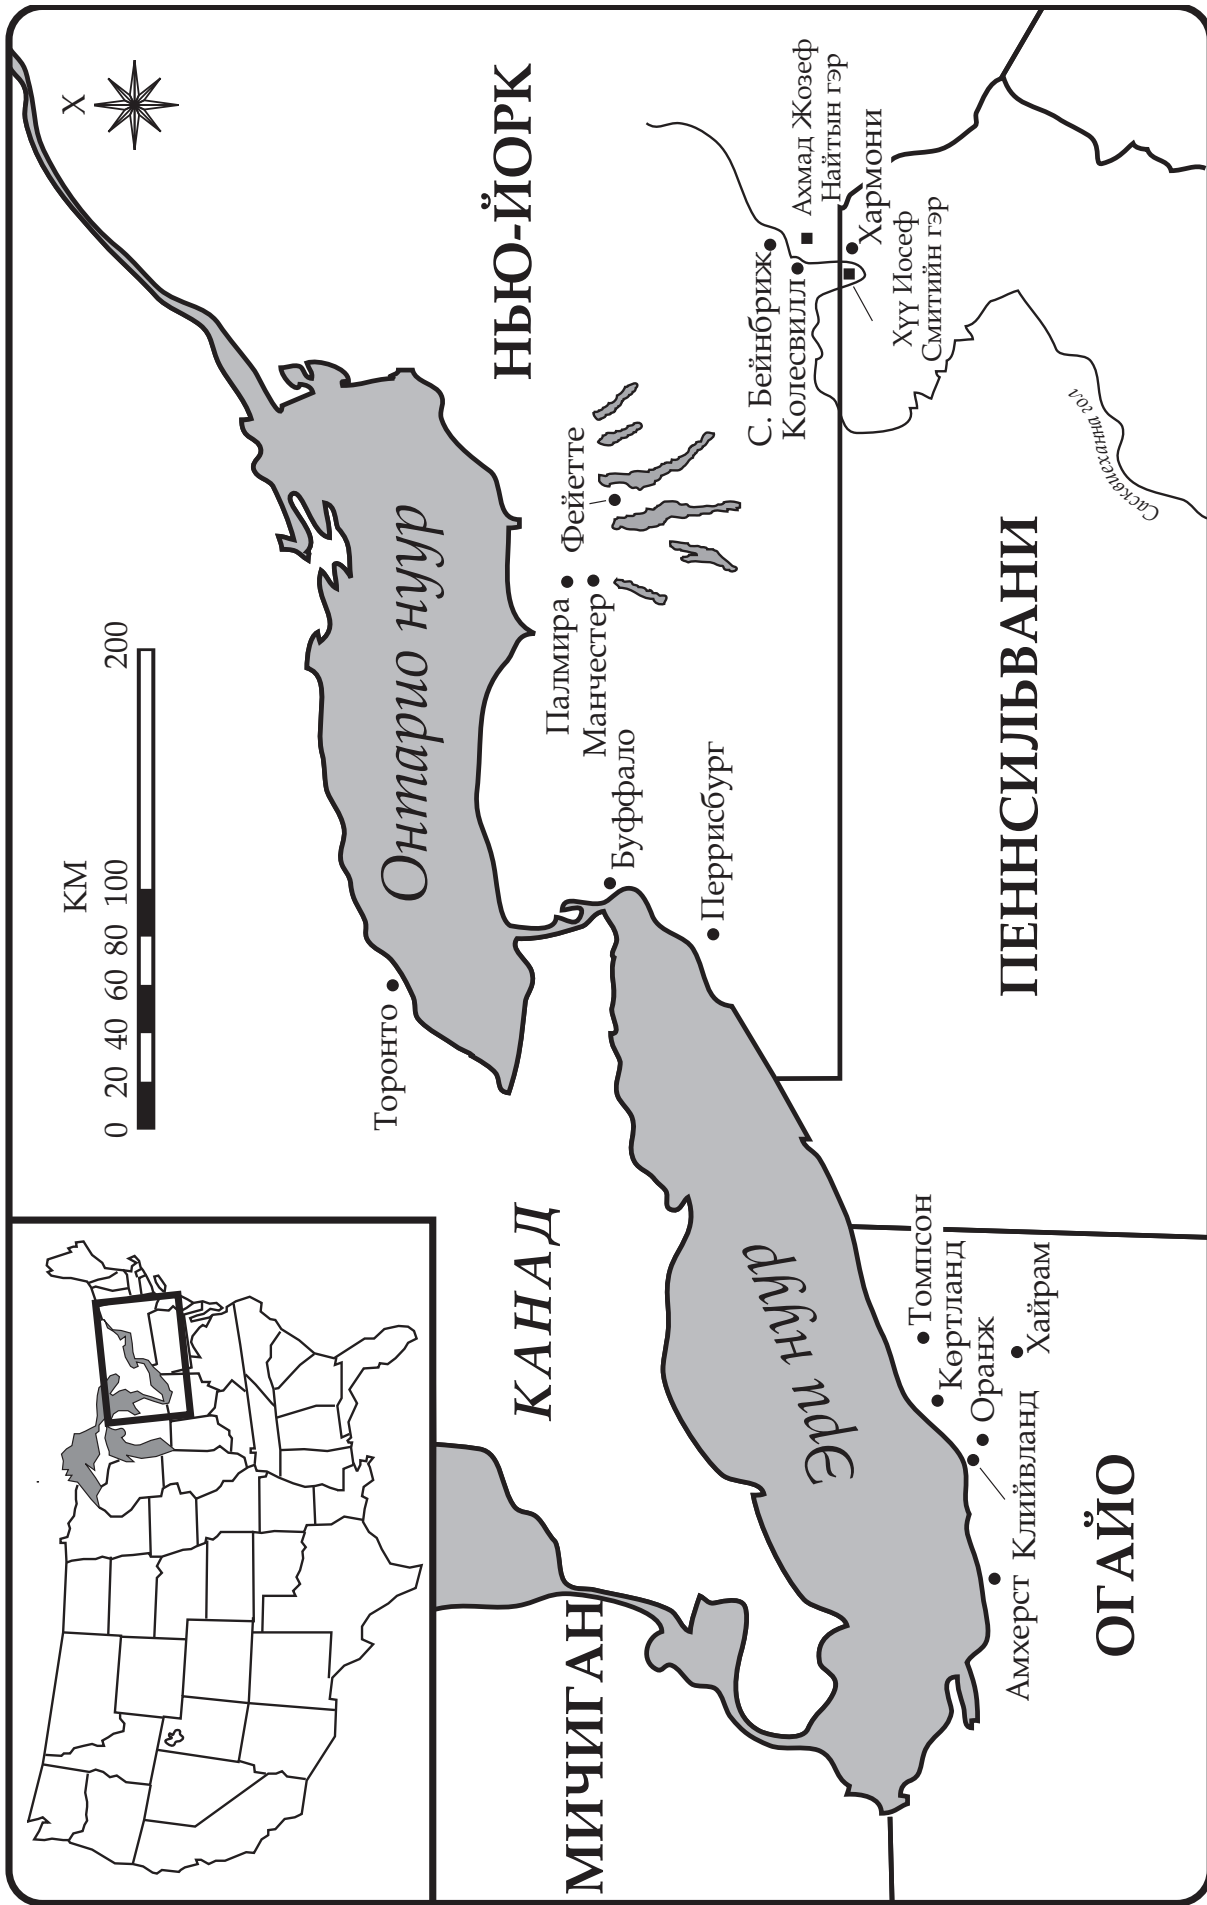 Х
КМ
0 20 40 60 80 100 200
НЬЮ-ЙОРК
КАНАД
МИЧИГАН
ОГАЙО
ПЕННСИЛЬВАНИ
Онтарио нуур
Эри нуур
Торонто
Буффало
Перрисбург
Палмира
Манчестер
Фейетте
С. Бейнбриж
Колесвилл
Ахмад Жозеф
Найтын гэр
Хармони
Хүү Иосеф
Смитийн гэр
Сасквиеханна гол
Томпсон
Көртланд
Оранж
Хайрам
Клийвланд
Амхерст